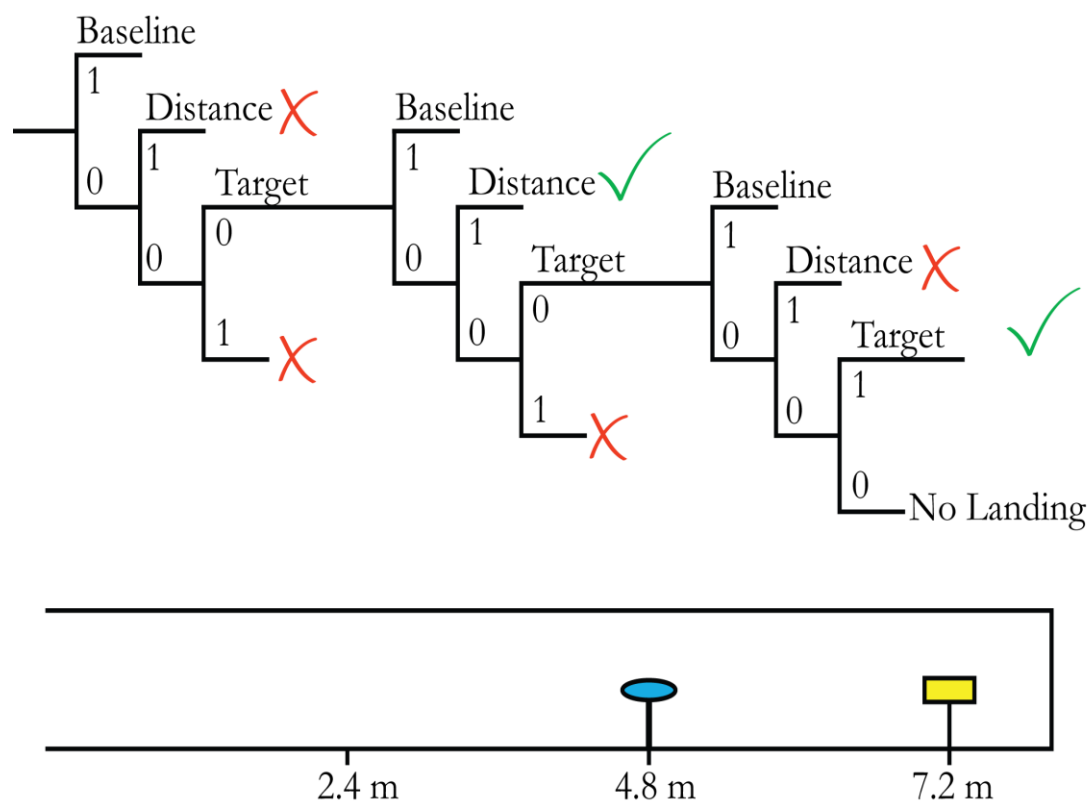 Baseline
1
Distance
Baseline
1
1
0
Target
Distance
Baseline
0
1
1
0
0
Target
Distance
0
1
1
0
0
Target
1
1
0
0
No Landing
2.4 m
4.8 m
7.2 m